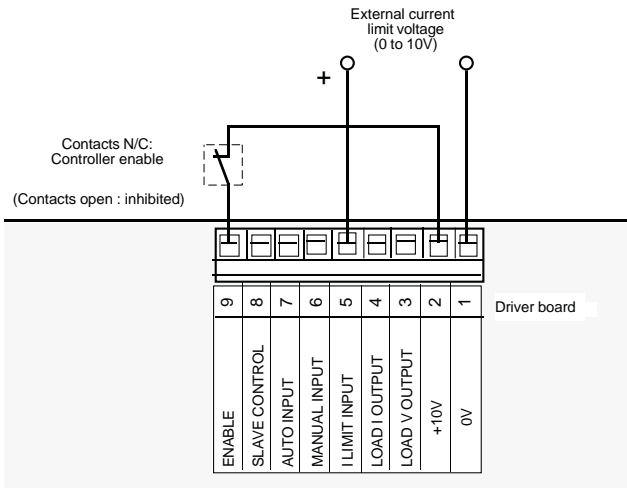 External current
limit voltage
(0 to 10V)
+
Contacts N/C:
Controller enable
(Contacts open : inhibited)
9
8
7
6
5
4
3
2
1
Driver board
ENABLE
SLAVE CONTROL
AUTO INPUT
MANUAL INPUT
I LIMIT INPUT
LOAD I OUTPUT
LOAD V OUTPUT
+10V
0V